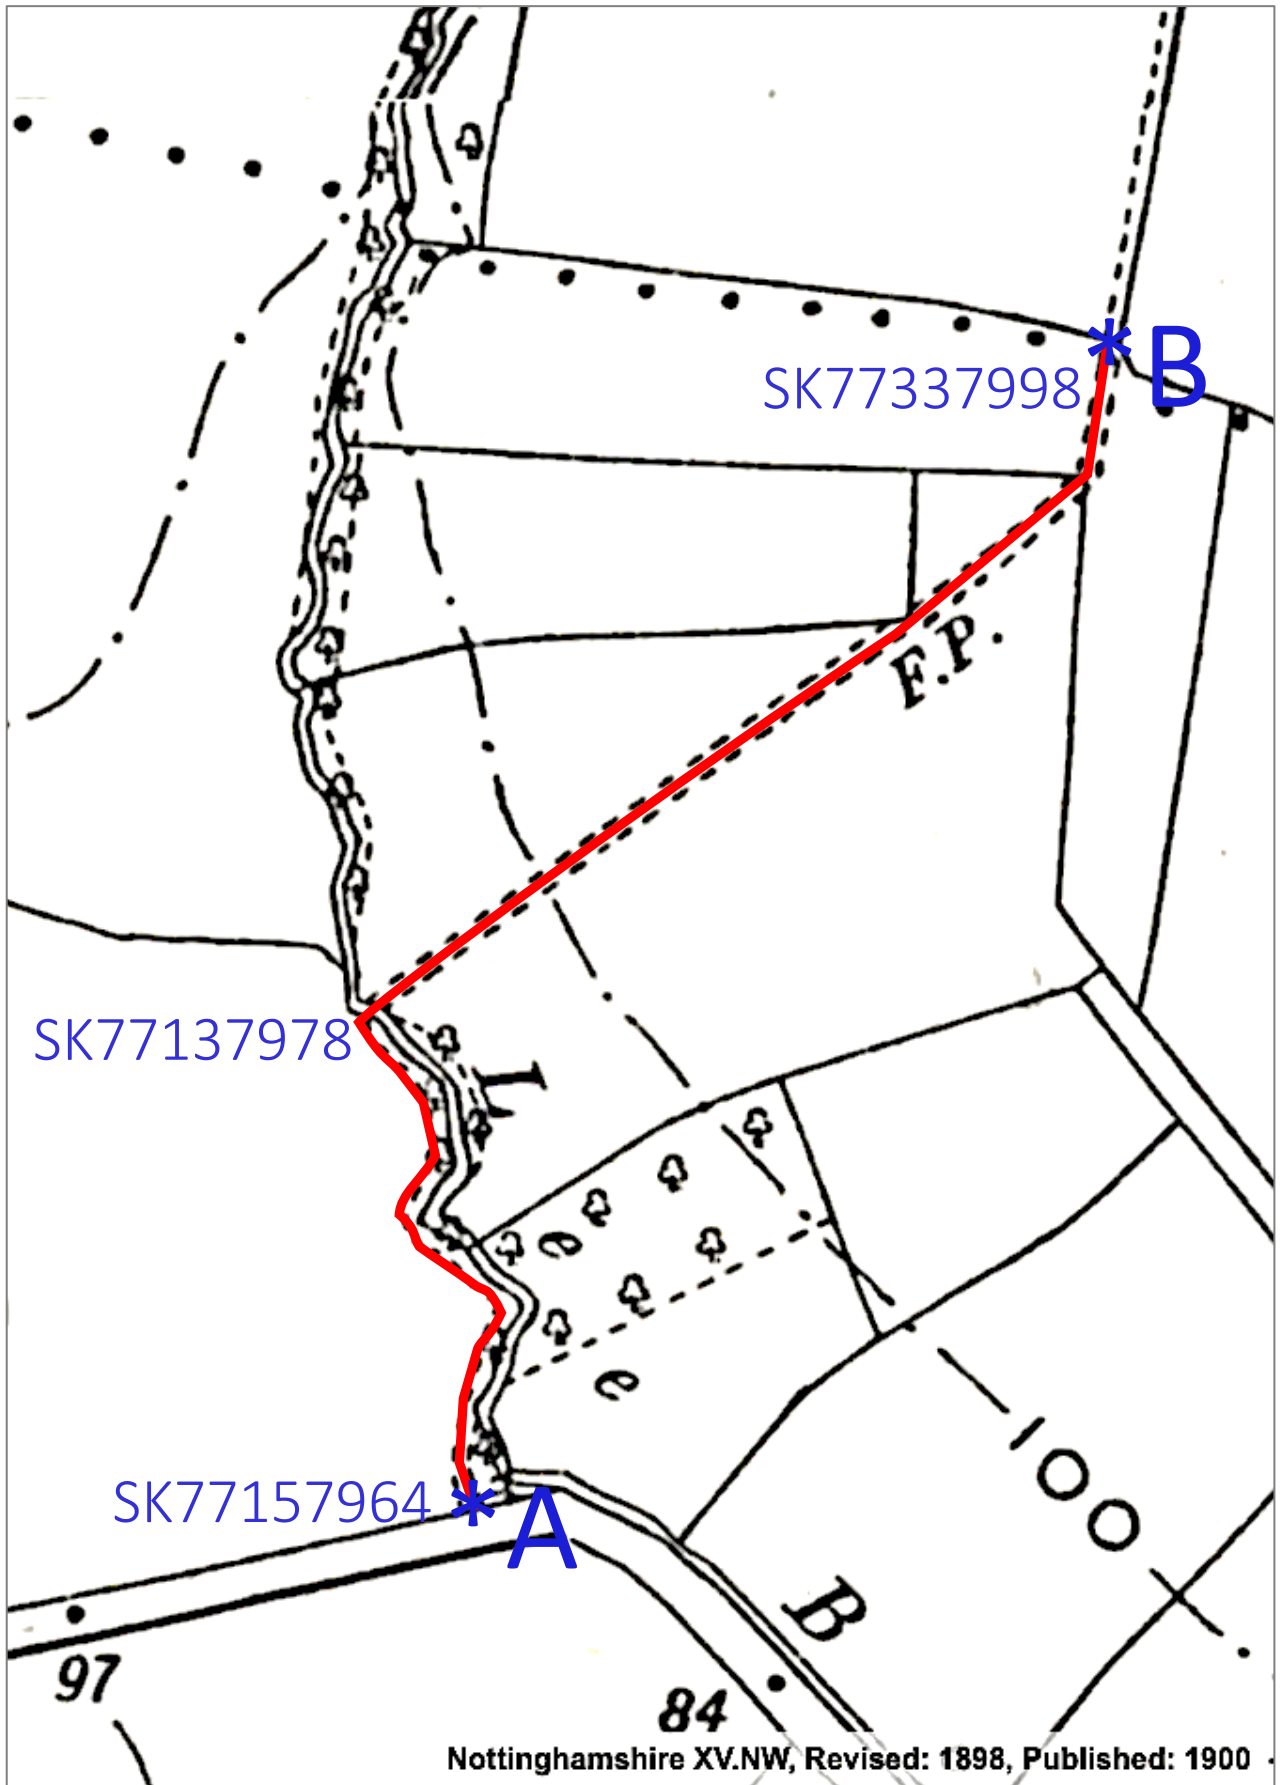 B
SK77337998
F.P.
SK77137978
L
e
e
100
SK77157964
A
B
97
84
Nottinghamshire XV.NW, Revised: 1898, Published: 1900